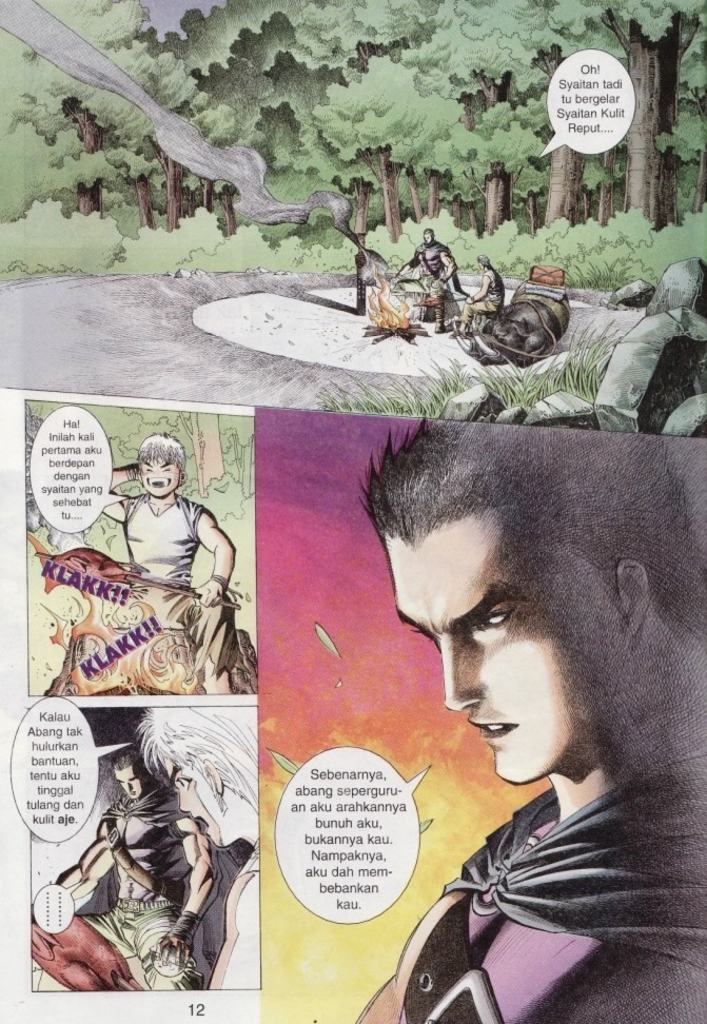 Oh!
Syaitan tadi
tu bergelar
Syaitan Kulit
Reput....
Ha!
Inilah kali
pertama aku
berdepan
dengan
syaitan yang
sehebat
tu....
KLAKK!!
KLAKK!!
Kalau
Abang tak
hulurkan
bantuan,
tentu aku
tinggal
tulang dan
kulit aje.
Sebenarnya,
abang seperguru-
an aku arahkannya
bunuh aku,
bukannya kau.
Nampaknya,
aku dah mem-
bebankan
kau.
12